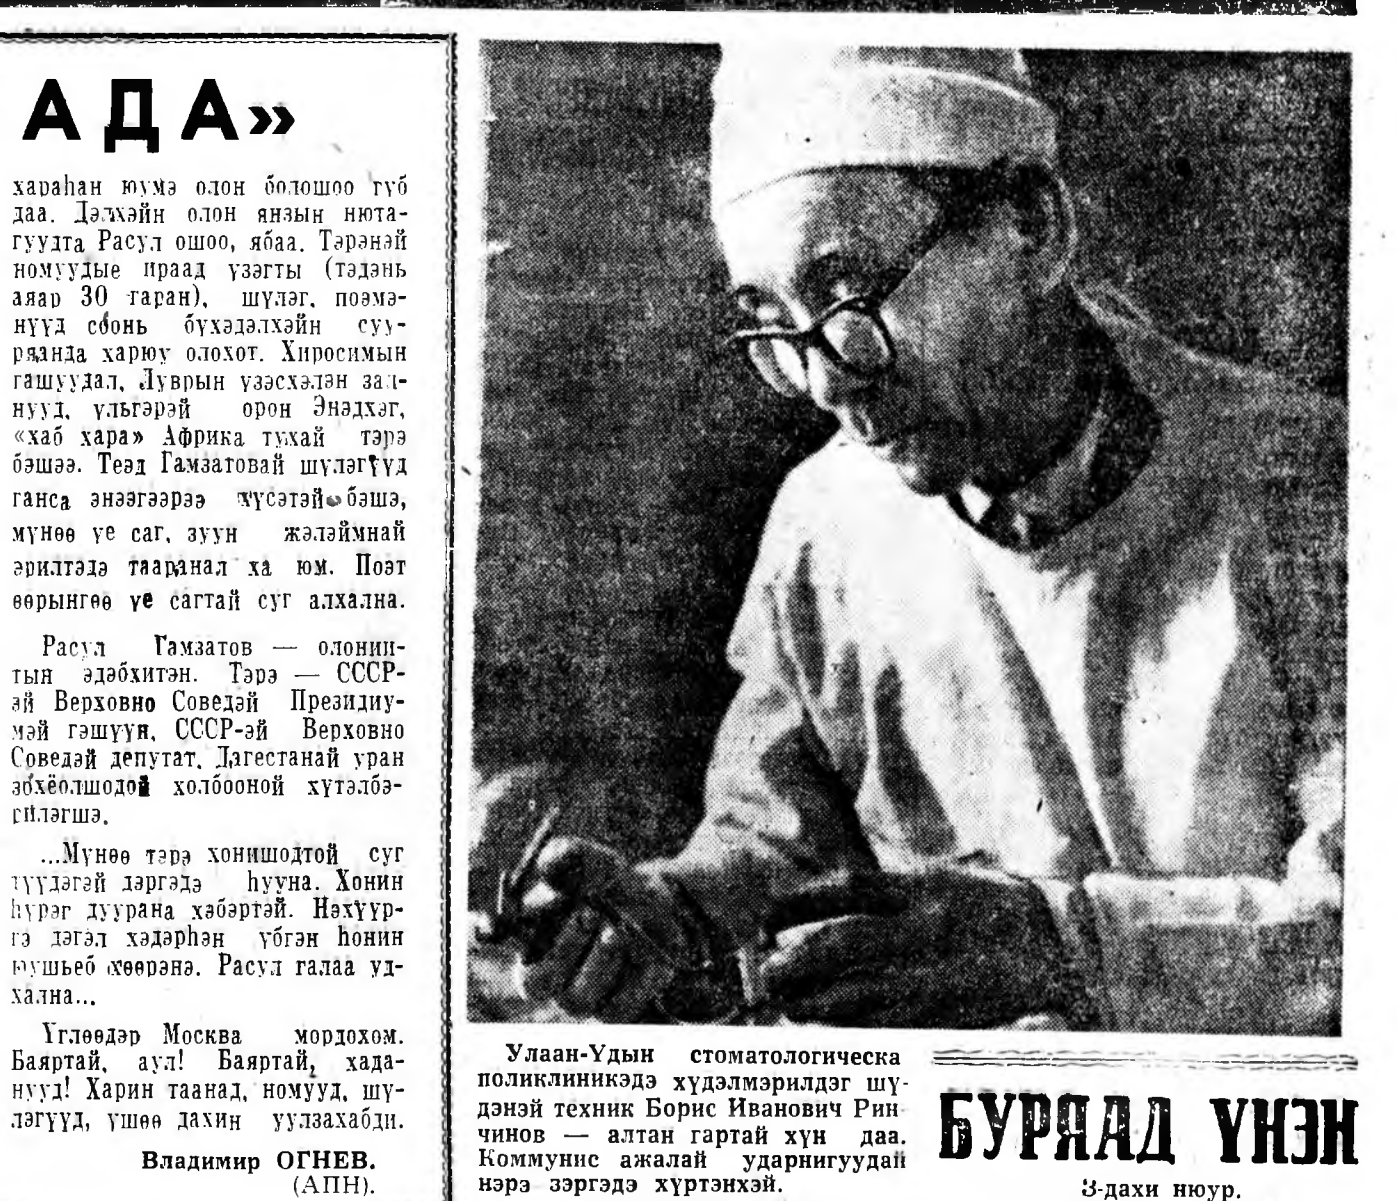 АДА»
хараһан юумэ олон болошоо гүб
даа. Дэлхэйн олон янзын нюта-
гуудта Расул ошоо, ябаа. Тэрэнэй
номуудые ираад үзэгты (тэдэнь
аяар 30 гаран), шүлэг, поэмэ-
нүүд соонь бүхэдэлхэйн суу-
ряанда харюу олохот. Хиросимын
гашуудал, Луврын үзэсхэлэн зал-
нууд, үльгэрэй орон Энэдхэг,
«хаб хара» Африка тухай тэрэ
бэшээ. Теэд Гамзатовай шүлэгүүд
ганса энээгээрээ хүсэтэй бэшэ,
мүнөө үе саг, зуун жэлэймнай
эрилтэдэ таарана ха юм. Поэт
өөрынгөө үе сагтай суг алхална.
Расул Гамзатов — олонии-
тын эдэбхитэн. Тэрэ — СССР-
эй Верховно Соведэй Президиу-
мэй гэшүүн, СССР-эй Верховно
Соведэй депутат, Дагестанай уран
зохёолшодой холбооной хүтэлбэ-
рилэгшэ.
...Мүнөө тэрэ хонишодтой суг
түүдэгэй дэргэдэ һууна. Хонин
һүрэг дуурана хэбэртэй. Нэхүүр-
гэ дэгэл хэдэрһэн үбгэн һонин
юушьеб хөөрэнэ. Расул галаа уд-
хална...
Үглөөдэр Москва мордохом.
Баяртай, аул! Баяртай, хада-
нууд! Харин таанад, номууд, шү-
лэгүүд, үшөө дахин уулзахабди.
Владимир ОГНЕВ.
(АПН).
Улаан-Үдын стоматологическа
поликлиникэдэ хүдэлмэрилдэг шү-
дэнэй техник Борис Иванович Рин
чинов — алтан гартай хүн даа.
Коммунис ажалай ударнигуудай
нэрэ зэргэдэ хүртэнхэй.
БУРЯАД ҮНЭН
3-дахи нюур.